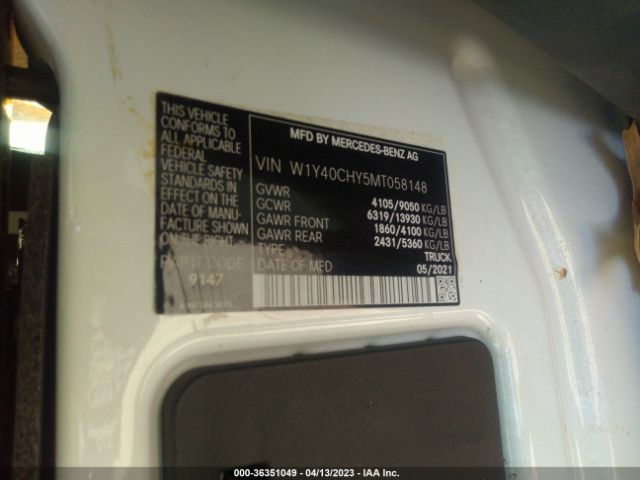 THIS VEHICLE
CONFORMS TO
ALL APPLICABLE
FEDERAL
VEHICLE SAFETY
STANDARDS IN
EFFECT ON THE
DATE OF MANU-
FACTURE SHOWN
ON THE RIGHT
PAINT CODE
9147
MFD BY MERCEDES-BENZ AG
VIN W1Y40CHY5MT058148
GVWR 4105/9050 KG/LB
GCWR 6319/13930 KG/LB
GAWR FRONT 1860/4100 KG/LB
GAWR REAR 2431/5360 KG/LB
TYPE TRUCK
DATE OF MFD 05/2021
000-36351049 - 04/13/2023 - IAA Inc.